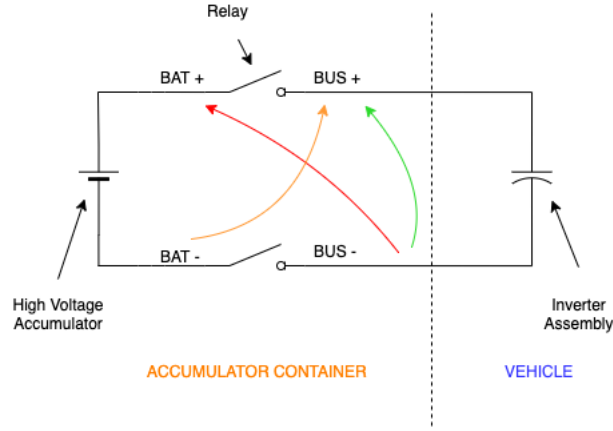 Relay
BAT +
BUS +
BAT -
BUS -
High Voltage
Accumulator
Inverter
Assembly
ACCUMULATOR CONTAINER
VEHICLE